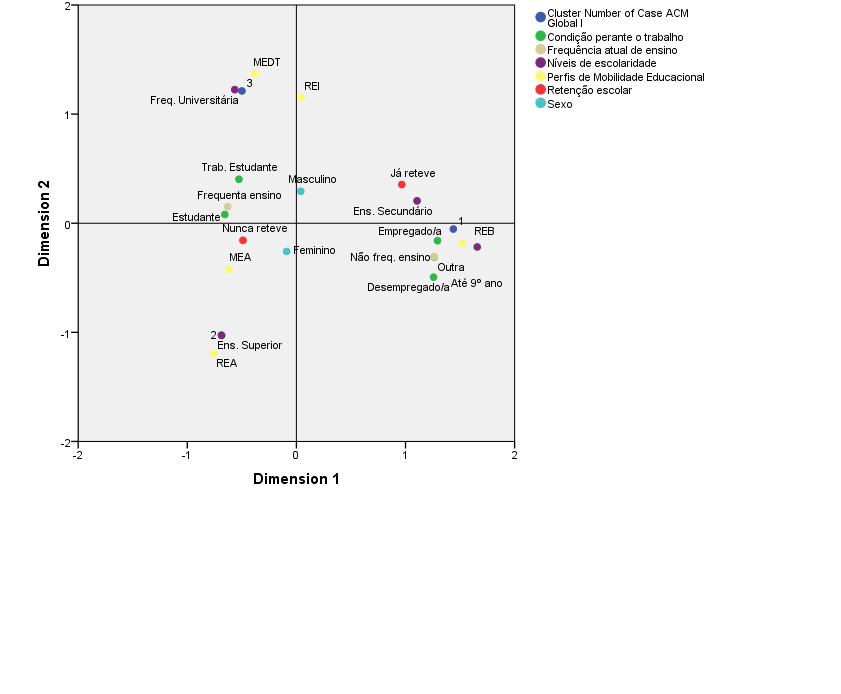 2
1
0
-1
-2
-2
-1
0
1
2
Dimension 2
Dimension 1
MEDT
3
REI
Freq. Universitária
Trab. Estudante
Masculino
Já reteve
Frequenta ensino
Estudante
Ens. Secundário
1
Nunca reteve
Empregado/a
REB
Feminino
MEA
Não freq. ensino
Outra
Desempregado/a
Até 9º ano
2
Ens. Superior
REA
Cluster Number of Case ACM
Global I
Condição perante o trabalho
Frequência atual de ensino
Níveis de escolaridade
Perfis de Mobilidade Educacional
Retenção escolar
Sexo